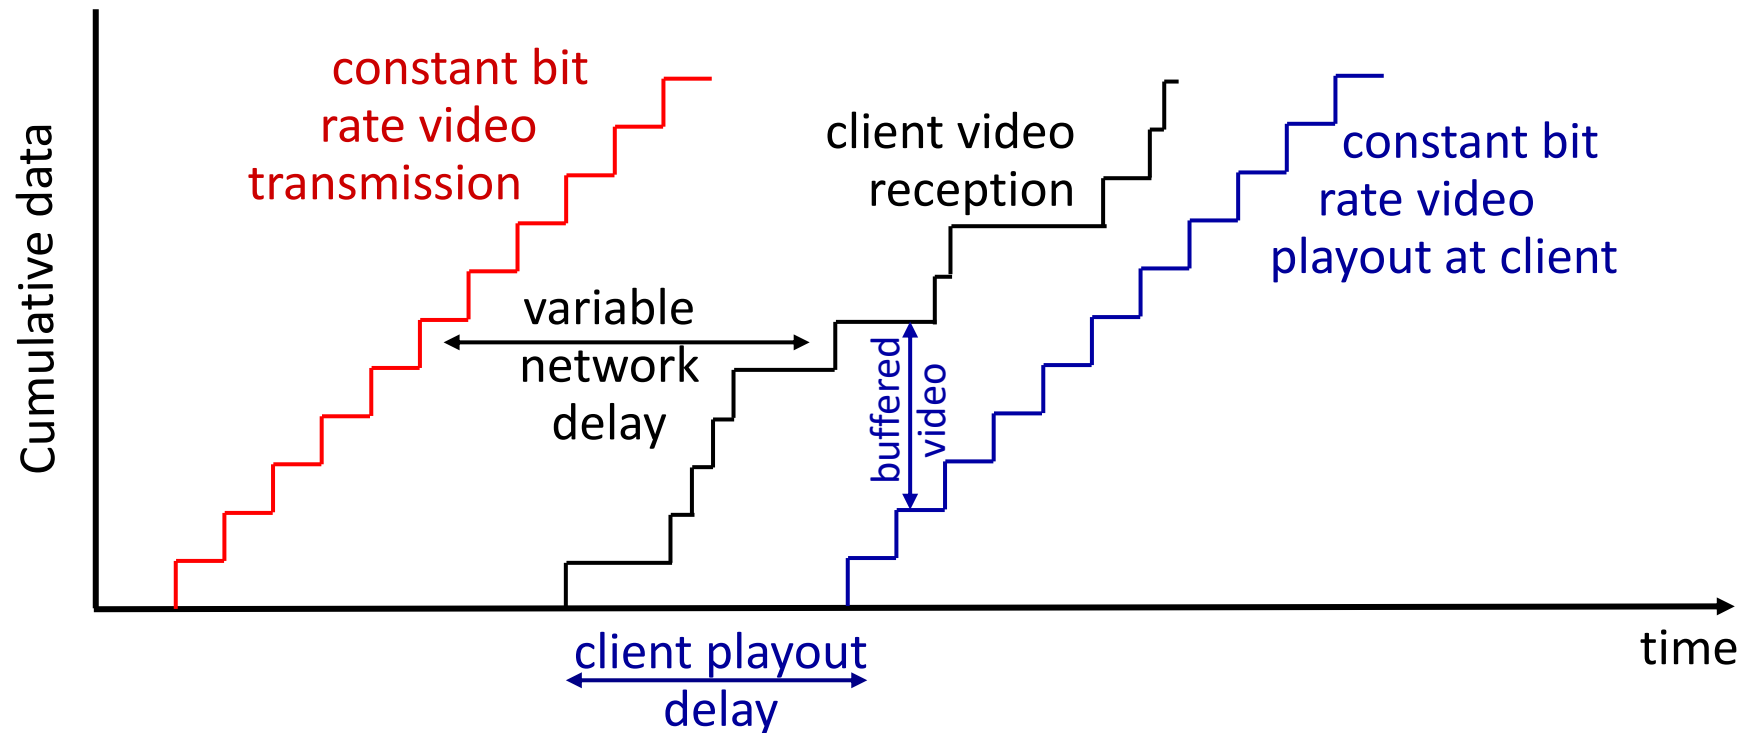 constant bit
rate video
transmission
client video
reception
constant bit
rate video
playout at client
Cumulative data
variable
network
delay
buffered
video
client playout
delay
time